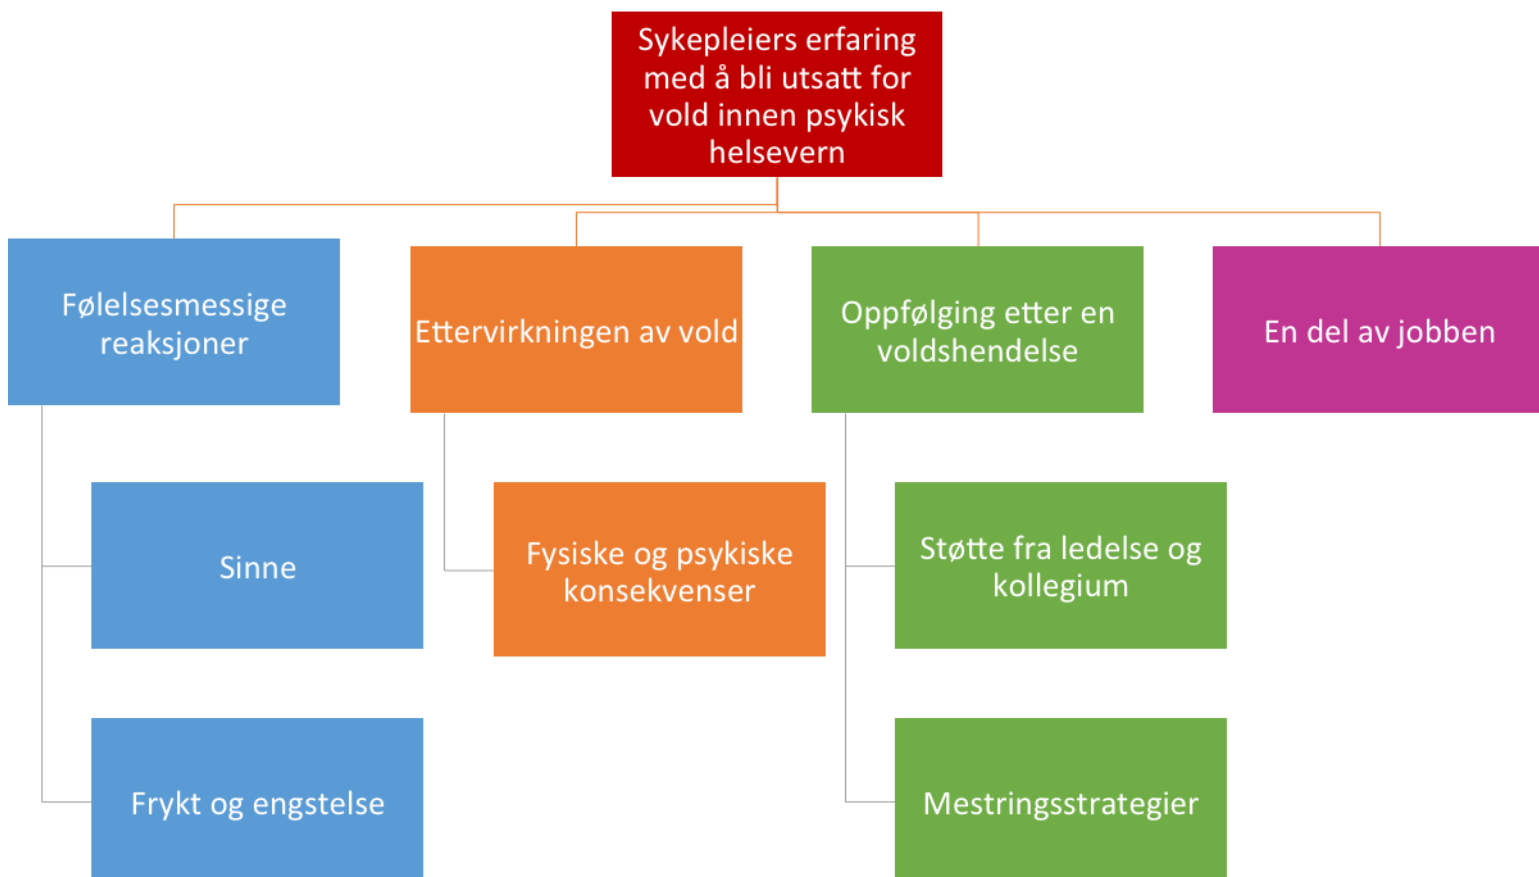 Sykepleiers erfaring
med å bli utsatt for
vold innen psykisk
helsevern
Følelsesmessige
reaksjoner
Ettervirkningen av vold
Oppfølging etter en
voldshendelse
En del av jobben
Sinne
Fysiske og psykiske
konsekvenser
Støtte fra ledelse og
kollegium
Frykt og engstelse
Mestringsstrategier